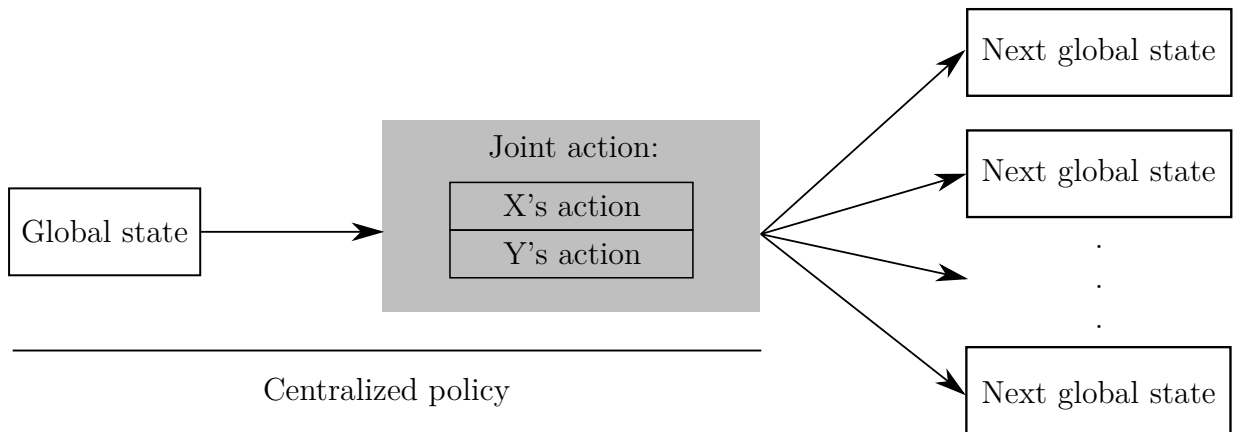 Next global state
Joint action:
Next global state
X's action
Global state
Y's action
.
.
.
Centralized policy
Next global state